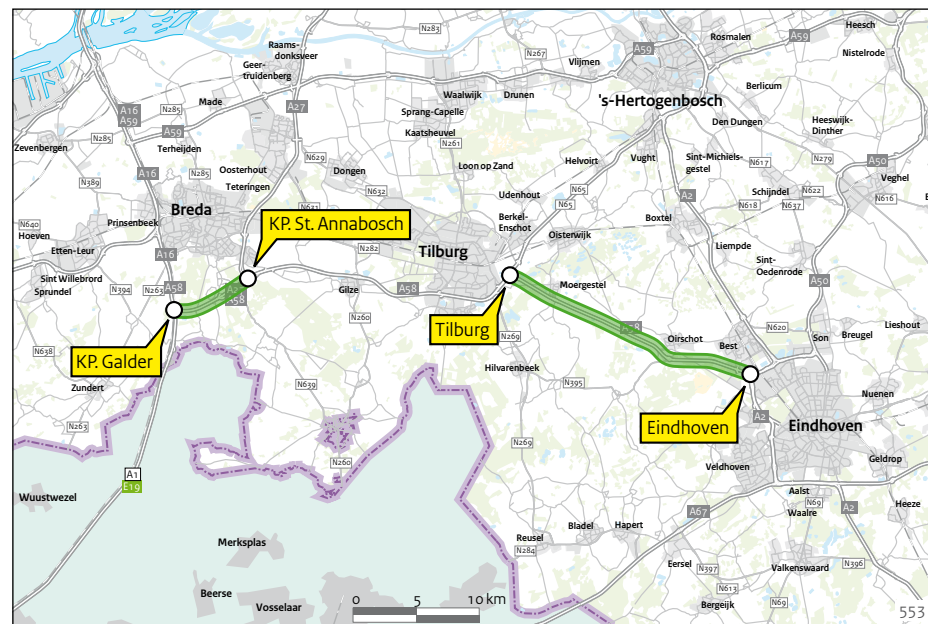 N283
Rosmalen
A59
Heesch
A59
Nistelrode
Raams-
donksveer
Geer-
truidenberg
N267
Vlijmen
Made
A16
A59
N285
A27
Waalwijk
Drunen
Berlicum
's-Hertogenbosch
Sprang-Capelle
Kaatsheuvel
Den Dungen
Heeswijk-
Dinther
N285
A59
Zevenbergen
Terheijden
N261
Vught
Sint-Michiels-
gestel
N617
N279
A50
A16
N285
Oosterhout
N629
Loon op Zand
Helvoirt
Veghel
N389
Teteringen
Dongen
N632
Udenhout
N65
A2
Schijndel
N622
N618
N637
N616
Breda
Prinsenbeek
N631
Berkel-
Enschot
N65
Boxtel
N640
Hoeven
KP. St. Annabosch
Oisterwijk
Liempde
Etten-Leur
A16
N282
Tilburg
Sint-
Oedenrode
Sint Willebrord
Sprundel
N394
N263
A58
A58
Gilze
A58
Moergestel
A50
N260
Tilburg
N620
Breugel
Lieshout
Oirschot
Best
Son
N638
KP. Galder
N269
Hilvarenbeek
Zundert
N639
N395
Nuenen
N263
Eindhoven
A2
Eindhoven
N269
N260
Veldhoven
Geldrop
A1
E19
Wuustwezel
Aalst
N69
Waalre
A2
Heeze
A67
Bladel
Hapert
Reusel
N284
Merksplas
Eersel
N397
Valkenswaard
N396
N613
Beerse
Vosselaar
Bergeijk
N69
0 5 10 km
553